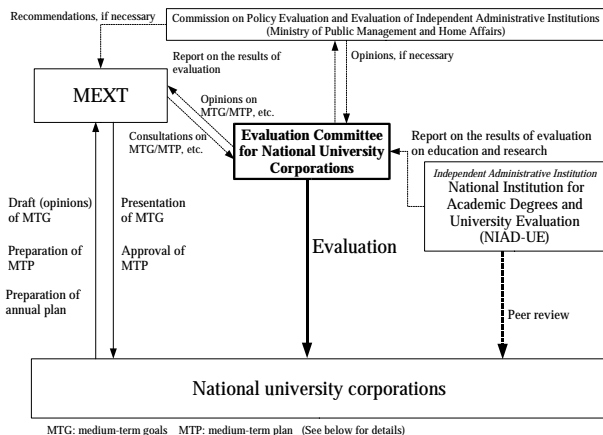 Recommendations, if necessary
Commission on Policy Evaluation and Evaluation of Independent Administrative Institutions
(Ministry of Public Management and Home Affairs)
Report on the results of
evaluation
Opinions, if necessary
MEXT
Opinions on
MTG/MTP, etc.
Consultations on
MTG/MTP, etc.
Evaluation Committee
for National University
Corporations
Report on the results of evaluation
on education and research
Independent Administrative Institution
National Institution for
Academic Degrees and
University Evaluation
(NIAD-UE)
Draft (opinions)
of MTG
Preparation of
MTP
Preparation of
annual plan
Presentation
of MTG
Approval of
MTP
Evaluation
Peer review
National university corporations
MTG: medium-term goals MTP: medium-term plan (See below for details)